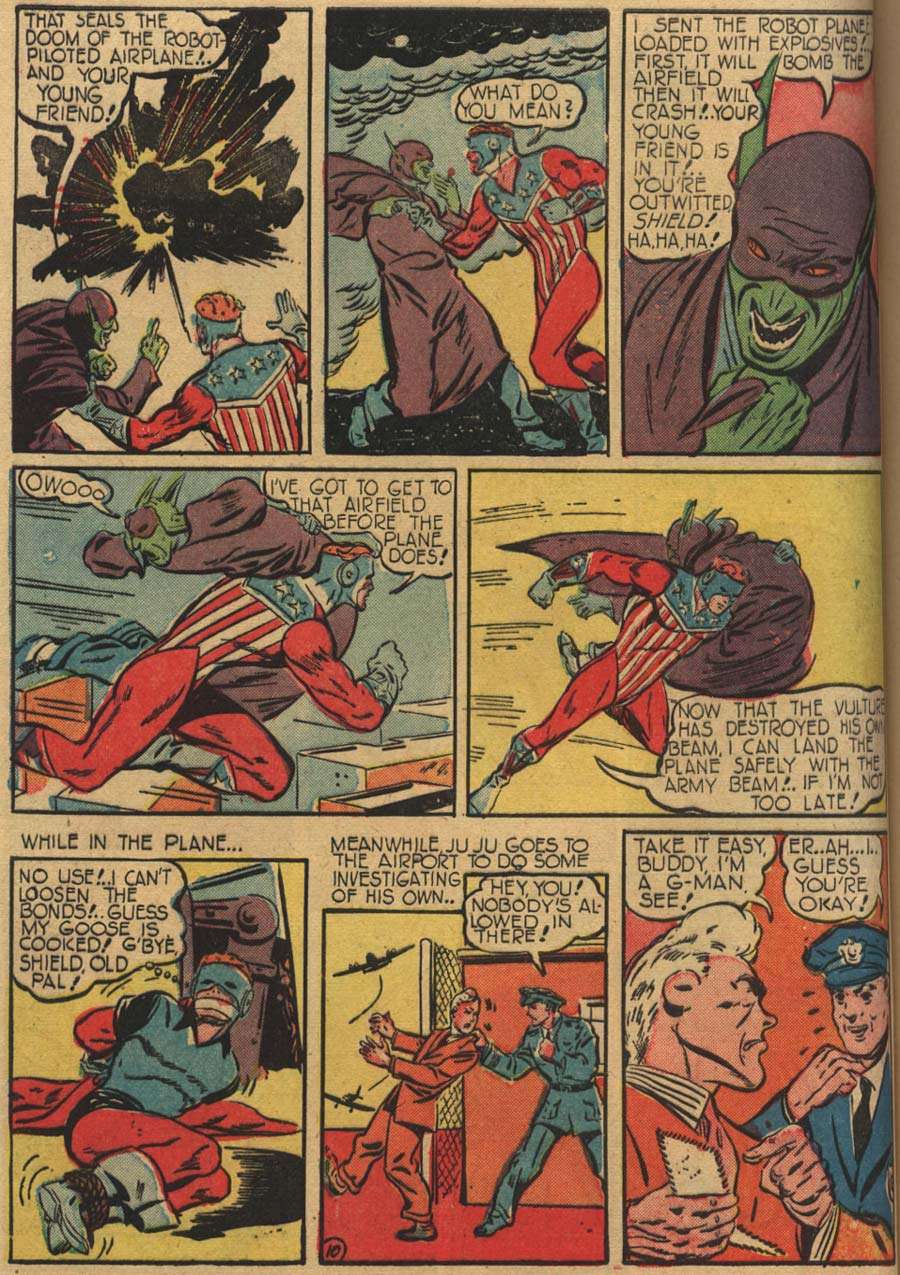 THAT SEALS THE
DOOM OF THE ROBOT-
PILOTED AIRPLANE!..
AND YOUR
YOUNG
FRIEND!
WHAT DO
YOU MEAN?
I SENT THE ROBOT PLANE
LOADED WITH EXPLOSIVES!
FIRST, IT WILL BOMB THE
AIRFIELD
THEN IT WILL
CRASH!..YOUR
YOUNG
FRIEND IS
IN IT!
YOU'RE
OUTWITTED,
SHIELD!
HA, HA, HA!
OWOOO
I'VE GOT TO GET TO
THAT AIRFIELD
BEFORE THE
PLANE
DOES!
NOW THAT THE VULTURE
HAS DESTROYED HIS OWN
BEAM, I CAN LAND THE
PLANE SAFELY WITH THE
ARMY BEAM!.. IF I'M NOT
TOO LATE!
WHILE IN THE PLANE...
NO USE!..I CAN'T
LOOSEN THE
BONDS!..GUESS
MY GOOSE IS
COOKED! G'BYE
SHIELD, OLD
PAL!
MEANWHILE, JU JU GOES TO
THE AIRPORT TO DO SOME
INVESTIGATING
OF HIS OWN..
HEY, YOU!
NOBODY'S AL-
LOWED IN
THERE!
10
TAKE IT EASY,
BUDDY, I'M
A G-MAN,
SEE!
ER..AH...I..
GUESS
YOU'RE
OKAY!